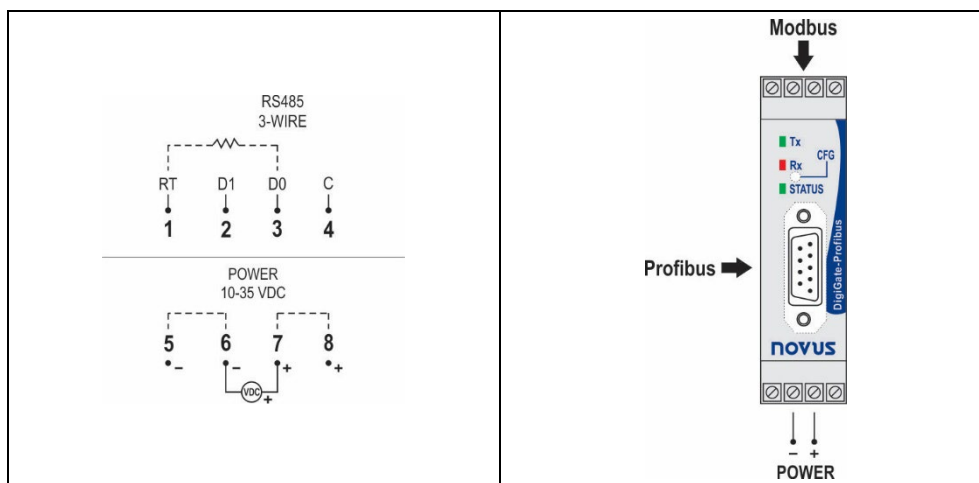 RS485
3-WIRE
RT D1 D0 C
1 2 3 4
POWER
10-35 VDC
5 6 7 8
- - + +
VDC +
Modbus
Tx
Rx
CFG
STATUS
Profibus
DigiGate-Profibus
novus
- +
POWER